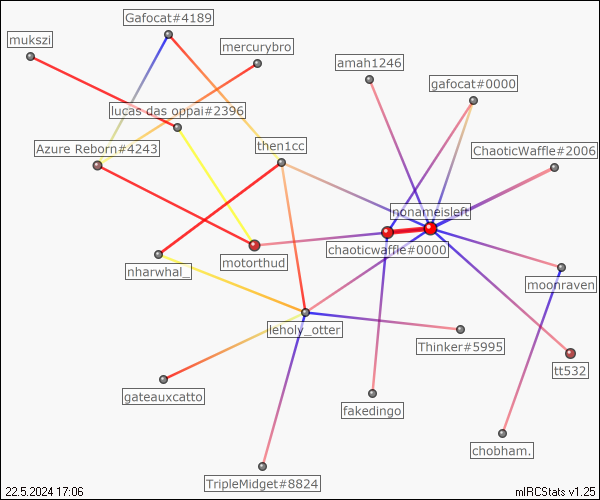 Gafocat#4189
mukszi
mercurybro
amah1246
gafocat#0000
lucas das oppai#2396
Azure Reborn#4243
then1cc
ChaoticWaffle#2006
nonameisleft
chaoticwaffle#0000
motorthud
nharwhal_
moonraven
leholy_otter
Thinker#5995
tt532
gateauxcatto
fakedingo
chobham.
TripleMidget#8824
22.5.2024 17:06
mIRCStats v1.25